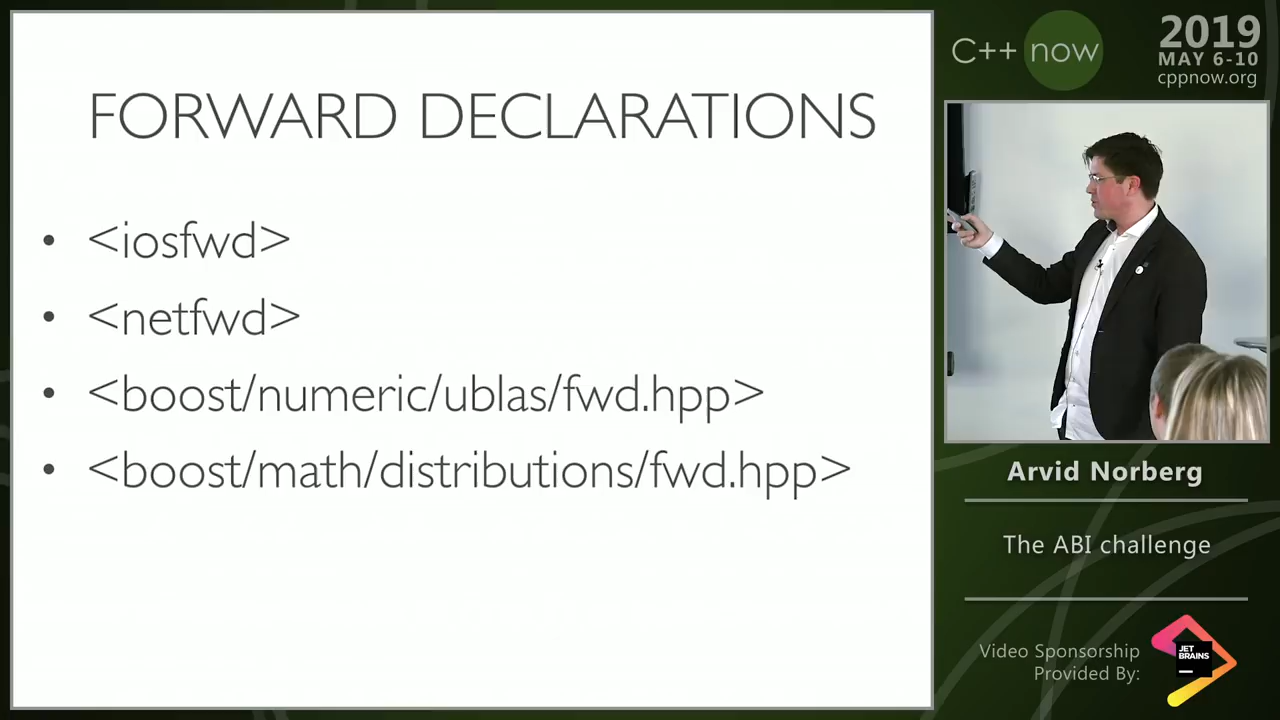 FORWARD DECLARATIONS
• <iosfwd>
• <netfwd>
• <boost/numeric/ublas/fwd.hpp>
• <boost/math/distributions/fwd.hpp>
C++ now
2019
MAY 6-10
cppnow.org
Arvid Norberg
The ABI challenge
Video Sponsorship
Provided By:
JET
BRAINS